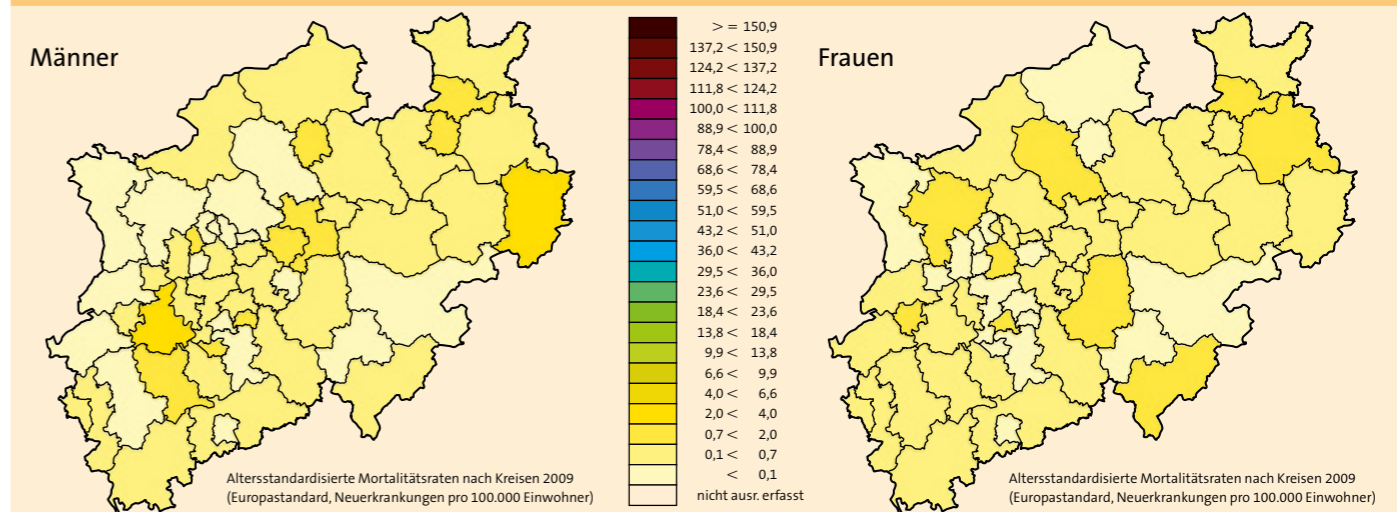 Männer
Frauen
> = 150,9
137,2 < 150,9
124,2 < 137,2
111,8 < 124,2
100,0 < 111,8
88,9 < 100,0
78,4 < 88,9
68,6 < 78,4
59,5 < 68,6
51,0 < 59,5
43,2 < 51,0
36,0 < 43,2
29,5 < 36,0
23,6 < 29,5
18,4 < 23,6
13,8 < 18,4
9,9 < 13,8
6,6 < 9,9
4,0 < 6,6
2,0 < 4,0
0,7 < 2,0
0,1 < 0,7
< 0,1
nicht ausr. erfasst
Altersstandardisierte Mortalitätsraten nach Kreisen 2009
(Europastandard, Neuerkrankungen pro 100.000 Einwohner)
Altersstandardisierte Mortalitätsraten nach Kreisen 2009
(Europastandard, Neuerkrankungen pro 100.000 Einwohner)